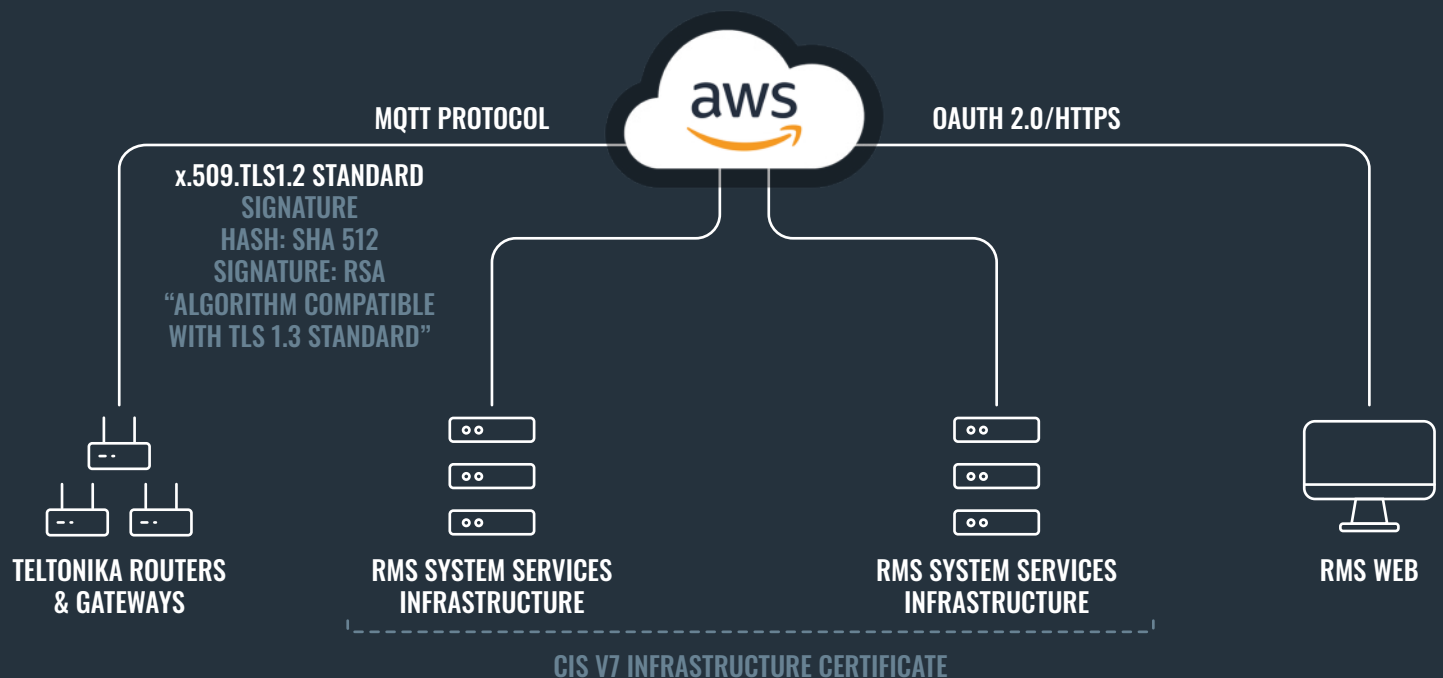 aws
MQTT PROTOCOL
OAUTH 2.0/HTTPS
x.509.TLS1.2 STANDARD
SIGNATURE
HASH: SHA 512
SIGNATURE: RSA
“ALGORITHM COMPATIBLE
WITH TLS 1.3 STANDARD”
TELTONIKA ROUTERS
& GATEWAYS
RMS SYSTEM SERVICES
INFRASTRUCTURE
RMS SYSTEM SERVICES
INFRASTRUCTURE
RMS WEB
CIS V7 INFRASTRUCTURE CERTIFICATE